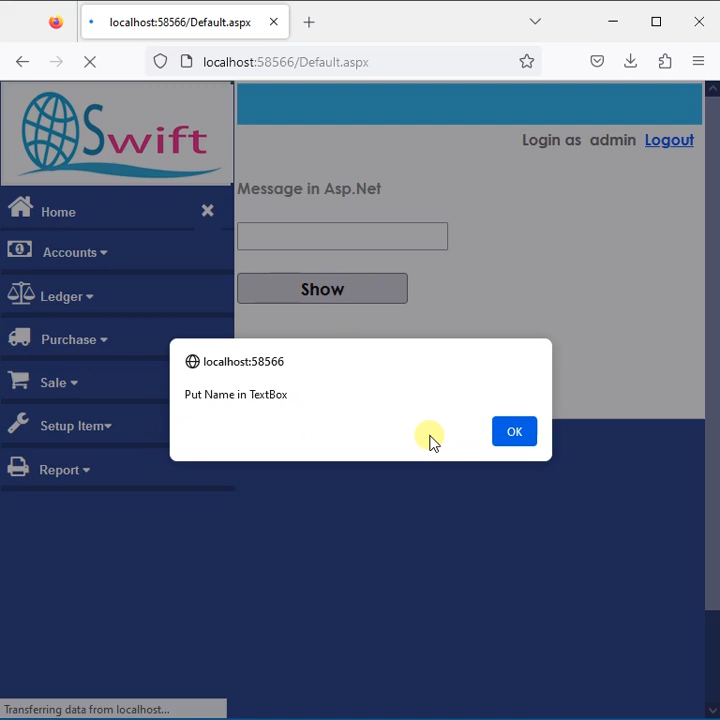 localhost:58566/Default.aspx
localhost:58566/Default.aspx
Swift
Login as admin Logout
Message in Asp.Net
Home
Accounts
Ledger
Show
Purchase
Sale
Setup Item
Report
localhost:58566
Put Name in TextBox
OK
Transferring data from localhost...